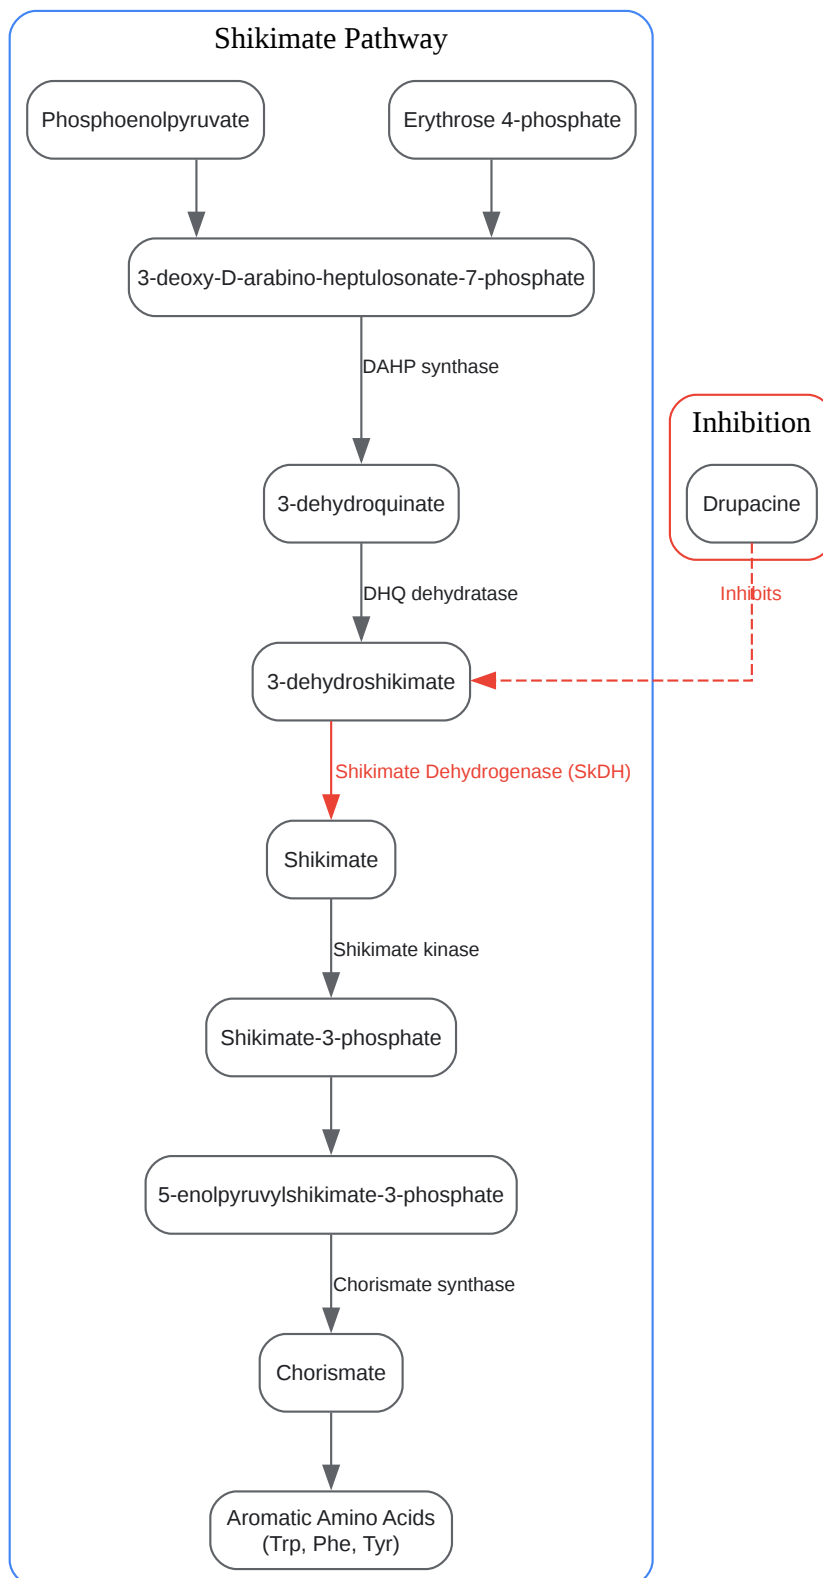 Shikimate Pathway
Phosphoenolpyruvate
Erythrose 4-phosphate
3-deoxy-D-arabino-heptulosonate-7-phosphate
DAHP synthase
Inhibition
3-dehydroquinate
Drupacine
DHQ dehydratase
Inhibits
3-dehydroshikimate
Shikimate Dehydrogenase (SkDH)
Shikimate
Shikimate kinase
Shikimate-3-phosphate
5-enolpyruvylshikimate-3-phosphate
Chorismate synthase
Chorismate
Aromatic Amino Acids
(Trp, Phe, Tyr)